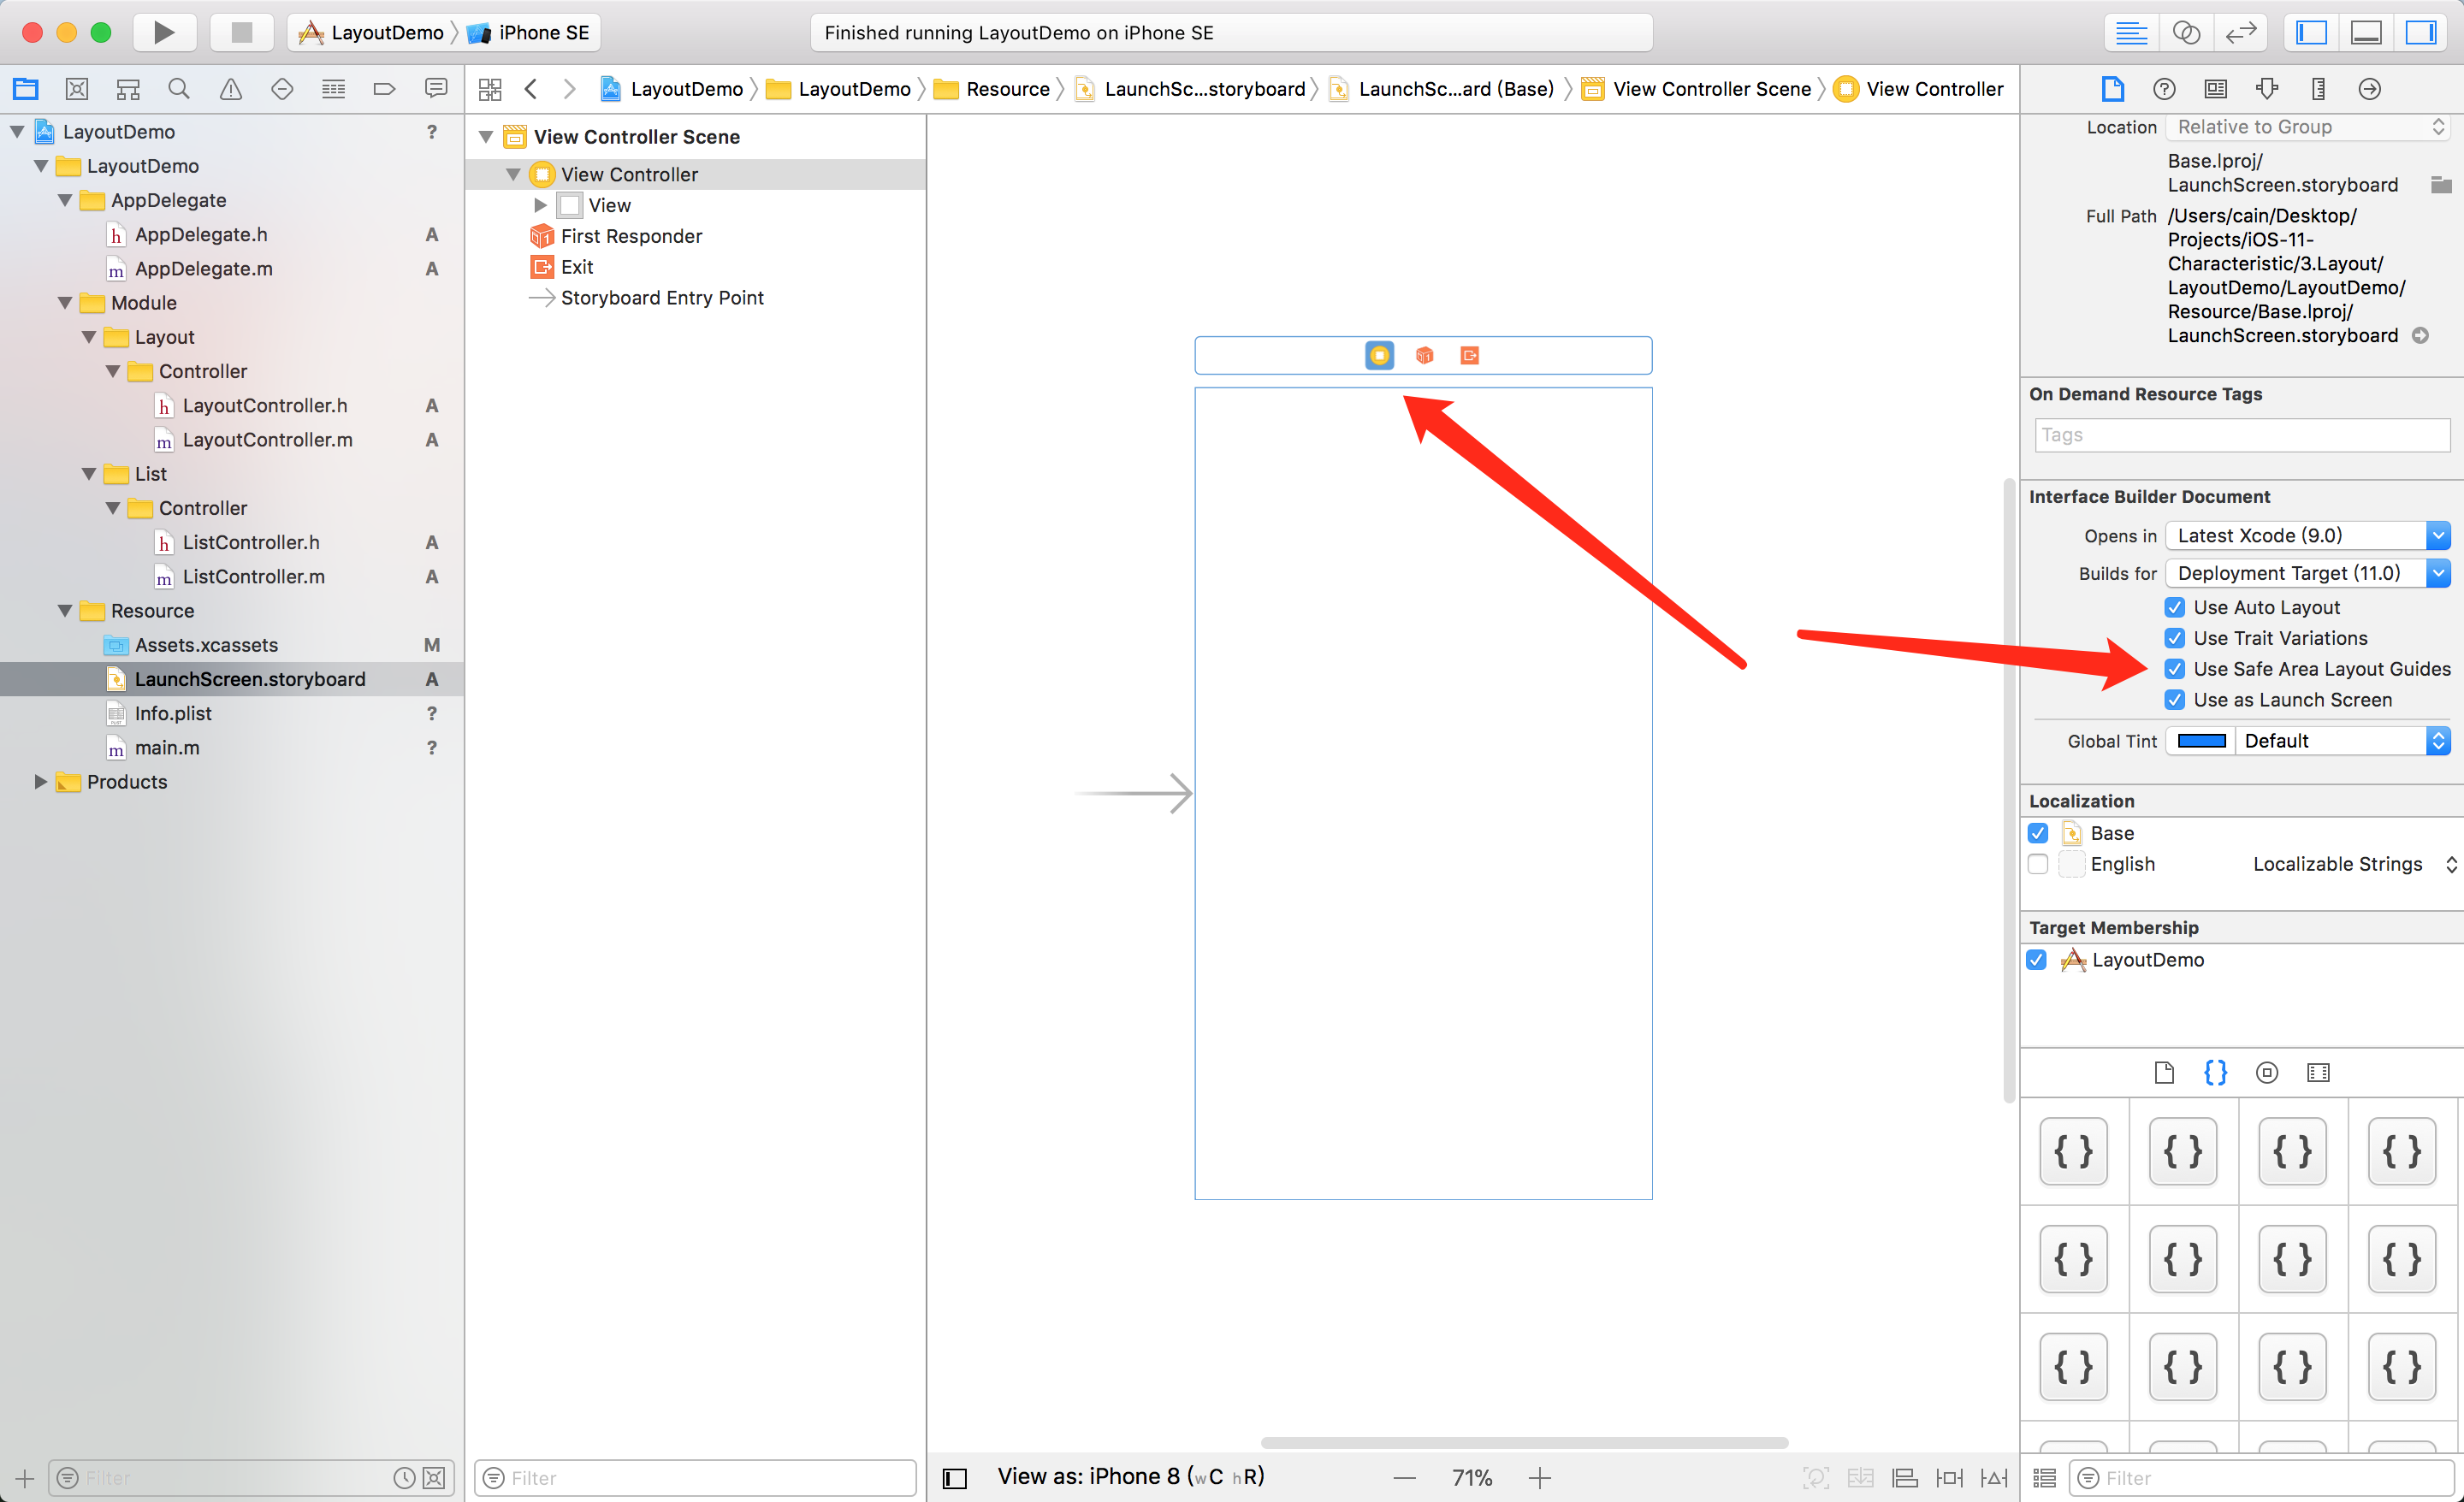 LayoutDemo
iPhone SE
Finished running LayoutDemo on iPhone SE
LayoutDemo
LayoutDemo
Resource
LaunchSc...storyboard
LaunchSc...ard (Base)
View Controller Scene
View Controller
LayoutDemo ?
LayoutDemo
AppDelegate
h AppDelegate.h A
m AppDelegate.m A
Module
Layout
Controller
h LayoutController.h A
m LayoutController.m A
List
Controller
h ListController.h A
m ListController.m A
Resource
Assets.xcassets M
LaunchScreen.storyboard A
Info.plist ?
m main.m ?
Products
Filter
View Controller Scene
View Controller
View
First Responder
Exit
Storyboard Entry Point
Filter
View as: iPhone 8 (wC hR)
71%
Location Relative to Group
Base.lproj/
LaunchScreen.storyboard
Full Path /Users/cain/Desktop/
Projects/iOS-11-
Characteristic/3.Layout/
LayoutDemo/LayoutDemo/
Resource/Base.lproj/
LaunchScreen.storyboard
On Demand Resource Tags
Tags
Interface Builder Document
Opens in Latest Xcode (9.0)
Builds for Deployment Target (11.0)
Use Auto Layout
Use Trait Variations
Use Safe Area Layout Guides
Use as Launch Screen
Global Tint Default
Localization
Base
English Localizable Strings
Target Membership
LayoutDemo
{ } { } { } { }
{ } { } { } { }
{ } { } { } { }
Filter